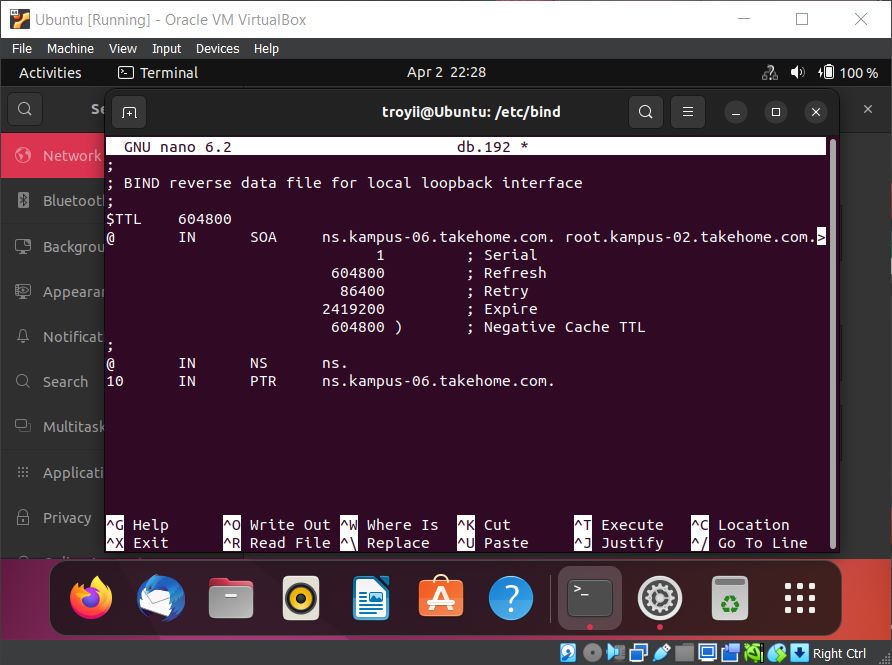 Ubuntu [Running] - Oracle VM VirtualBox
File Machine View Input Devices Help
Activities Terminal Apr 2 22:28 100 %
Se
troyii@Ubuntu: /etc/bind
GNU nano 6.2 db.192 *
;
; BIND reverse data file for local loopback interface
;
$TTL 604800
@ IN SOA ns.kampus-06.takehome.com. root.kampus-02.takehome.com.>
1 ; Serial
604800 ; Refresh
86400 ; Retry
2419200 ; Expire
604800 ) ; Negative Cache TTL
;
@ IN NS ns.
10 IN PTR ns.kampus-06.takehome.com.
Network
Bluetoot
Backgrou
Appearan
Notificat
Search
Multitask
Applicati
Privacy
^G Help ^O Write Out ^W Where Is ^K Cut ^T Execute ^C Location
^X Exit ^R Read File ^\ Replace ^U Paste ^J Justify ^/ Go To Line
Right Ctrl